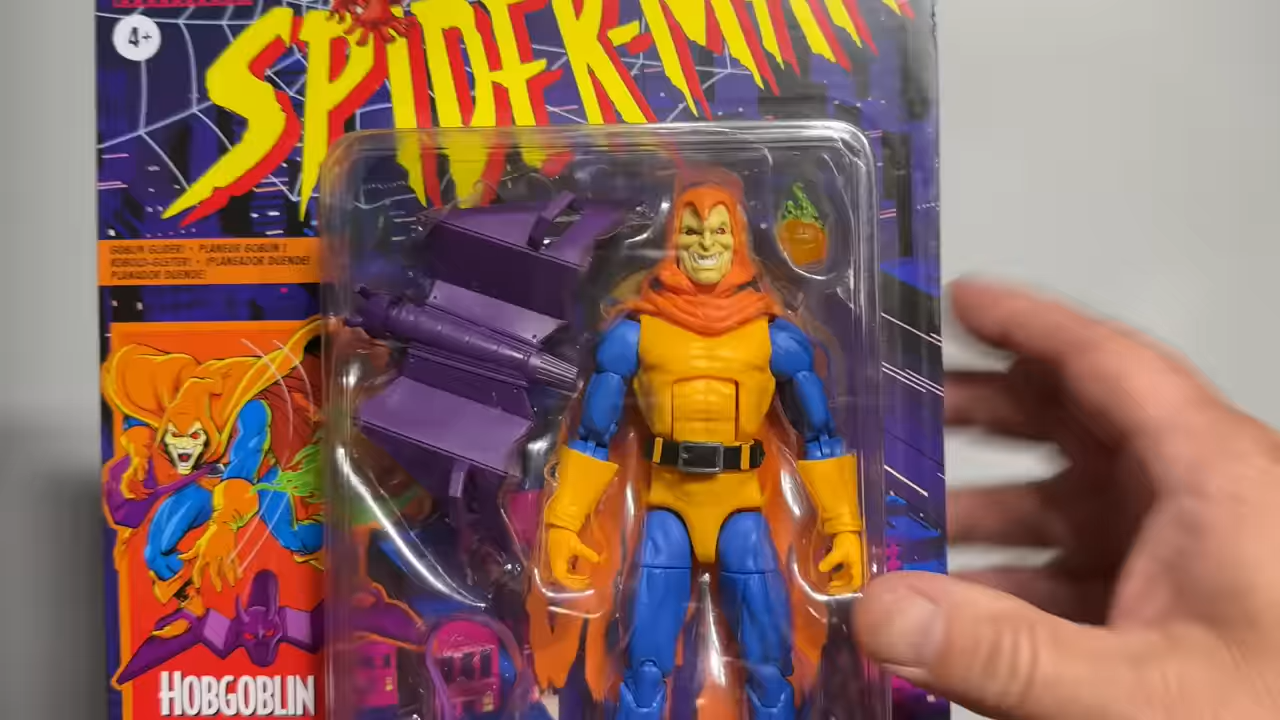 4+
SPIDER-MAN
GOBLIN GLIDER! • PLANEUR GOBLIN !
KOBOLD-GLEITER! • ¡PLANEADOR DUENDE!
PLANADOR DUENDE!
HOBGOBLIN